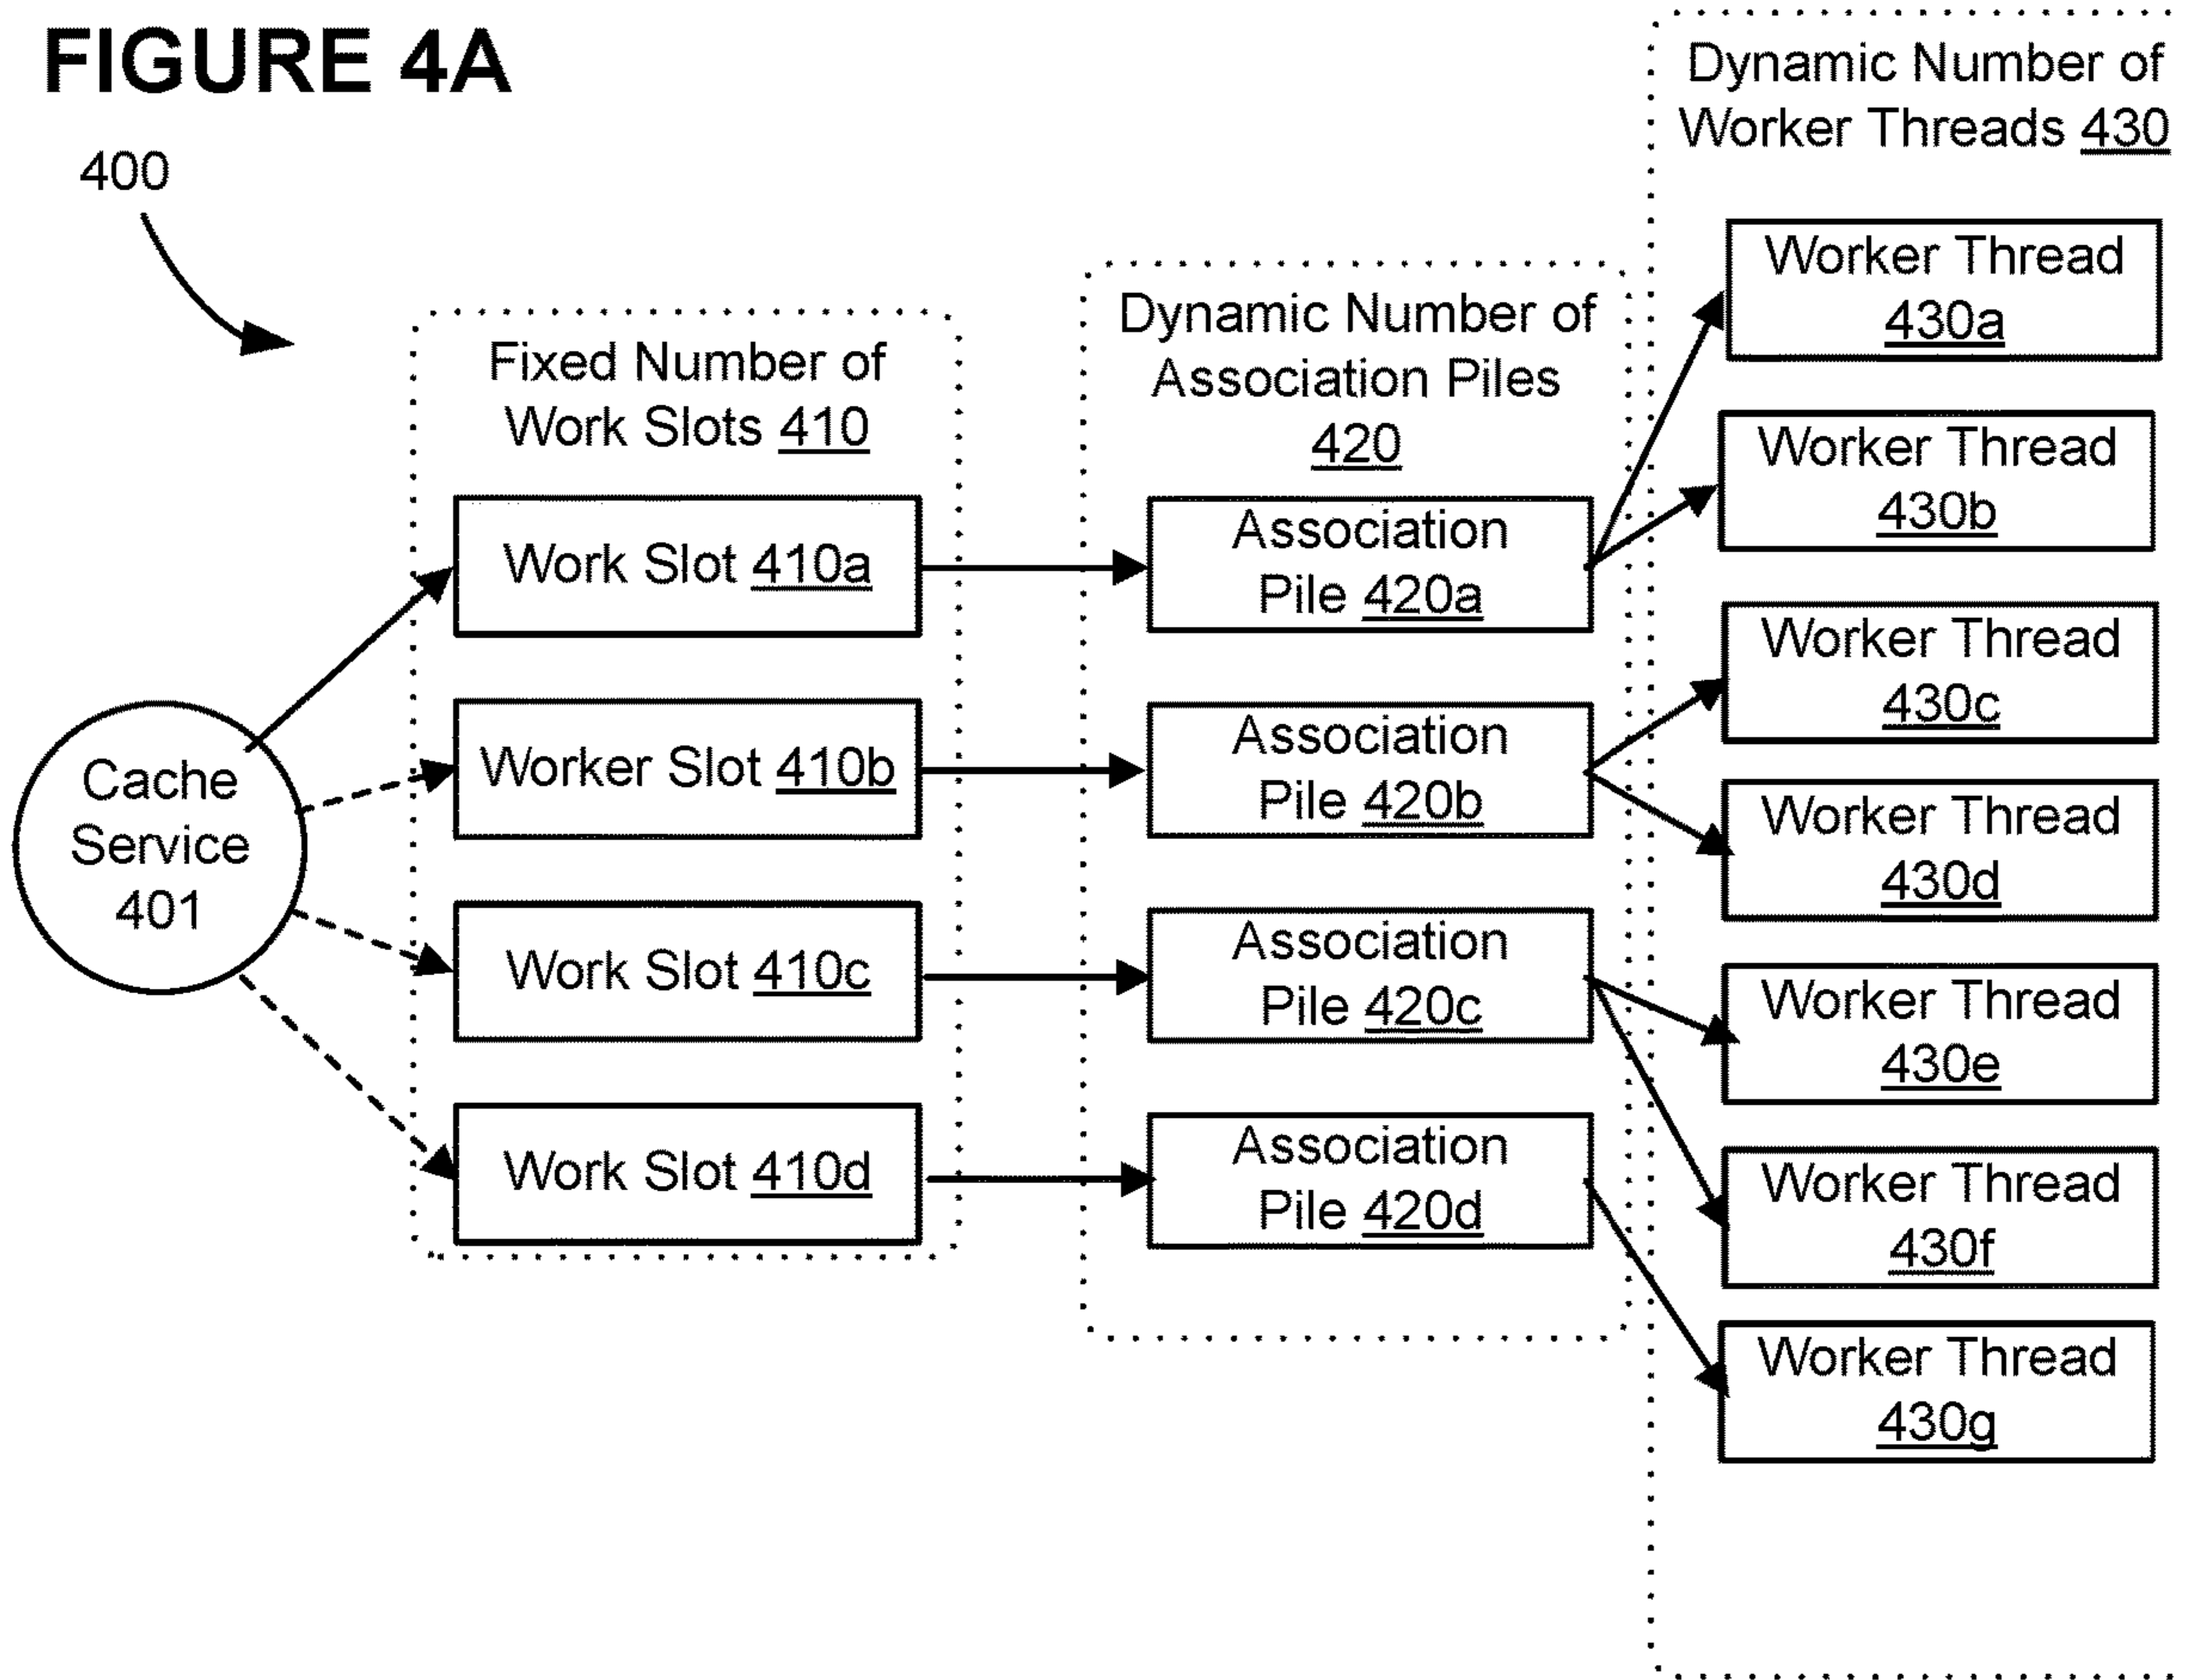 FIGURE 4A
400
Cache
Service
401
Fixed Number of
Work Slots 410
Work Slot 410a
Worker Slot 410b
Work Slot 410c
Work Slot 410d
Dynamic Number of
Association Piles
420
Association
Pile 420a
Association
Pile 420b
Association
Pile 420c
Association
Pile 420d
Dynamic Number of
Worker Threads 430
Worker Thread
430a
Worker Thread
430b
Worker Thread
430c
Worker Thread
430d
Worker Thread
430e
Worker Thread
430f
Worker Thread
430g